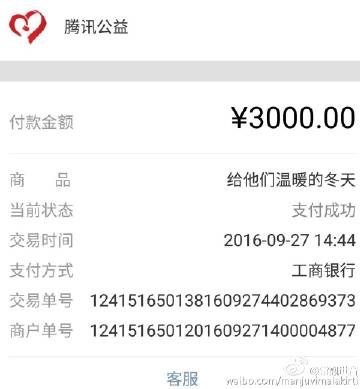 腾讯公益
付款金额 ¥3000.00
商 品 给他们温暖的冬天
当前状态 支付成功
交易时间 2016-09-27 14:44
支付方式 工商银行
交易单号 1241516501381609274402869373
商户单号 1241516501201609271400004877
客服
weibo.com/manjuvimalakirti